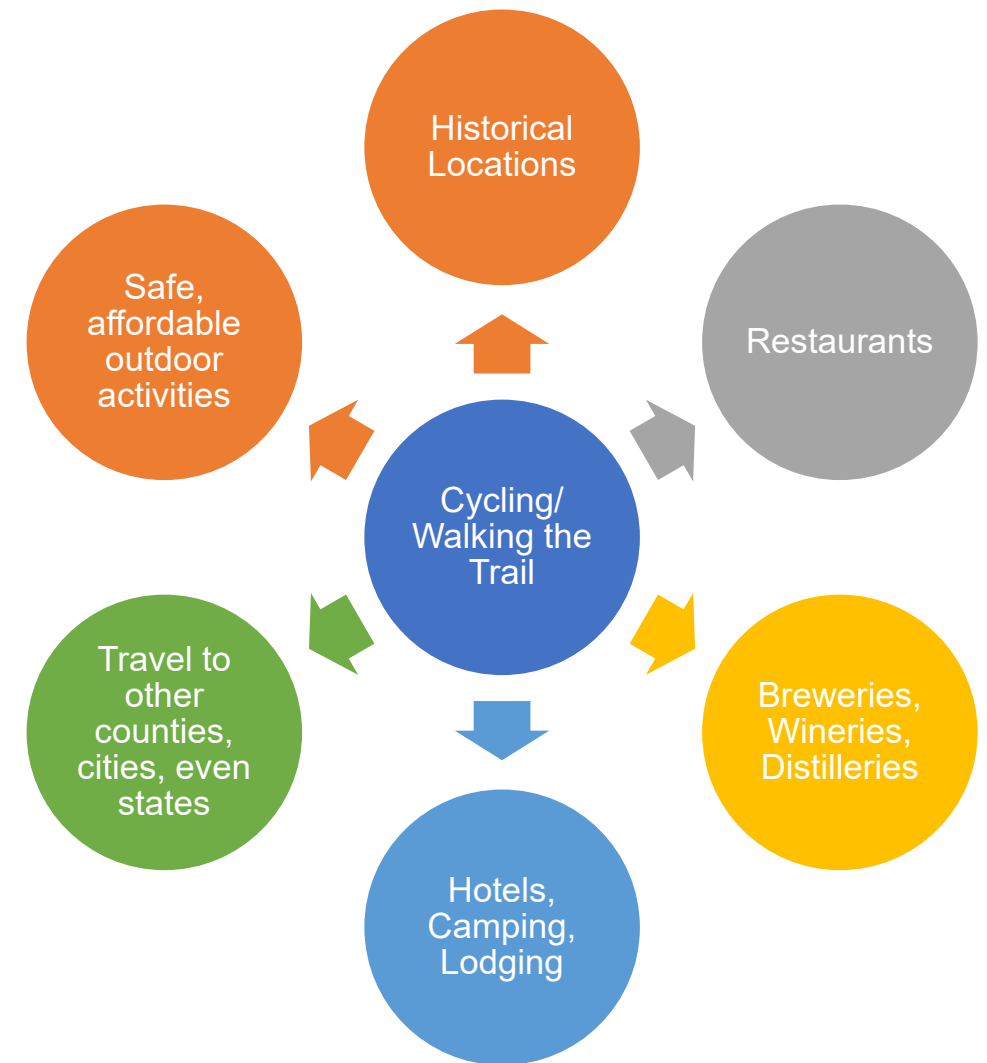 Historical
Locations
Safe,
affordable
outdoor
activities
Restaurants
Cycling/
Walking the
Trail
Travel to
other
counties,
cities, even
states
Breweries,
Wineries,
Distilleries
Hotels,
Camping,
Lodging